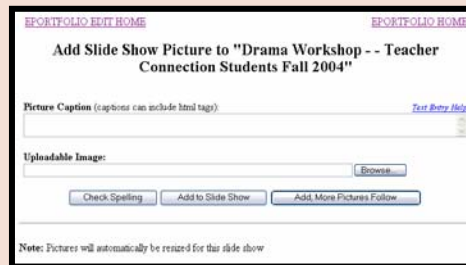 EPORTFOLIO EDIT HOME
EPORTFOLIO HOME
Add Slide Show Picture to "Drama Workshop - - Teacher
Connection Students Fall 2004"
Picture Caption (captions can include html tags):
Text Entry Help
Uploadable Image:
Browse...
Check Spelling
Add to Slide Show
Add, More Pictures Follow
Note: Pictures will automatically be resized for this slide show